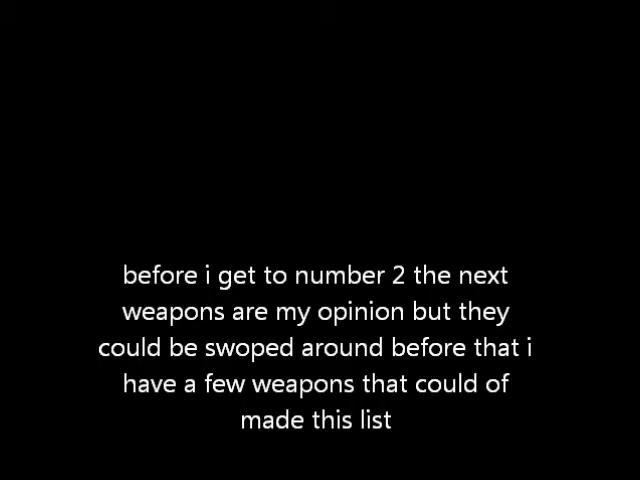 before i get to number 2 the next
weapons are my opinion but they
could be swoped around before that i
have a few weapons that could of
made this list